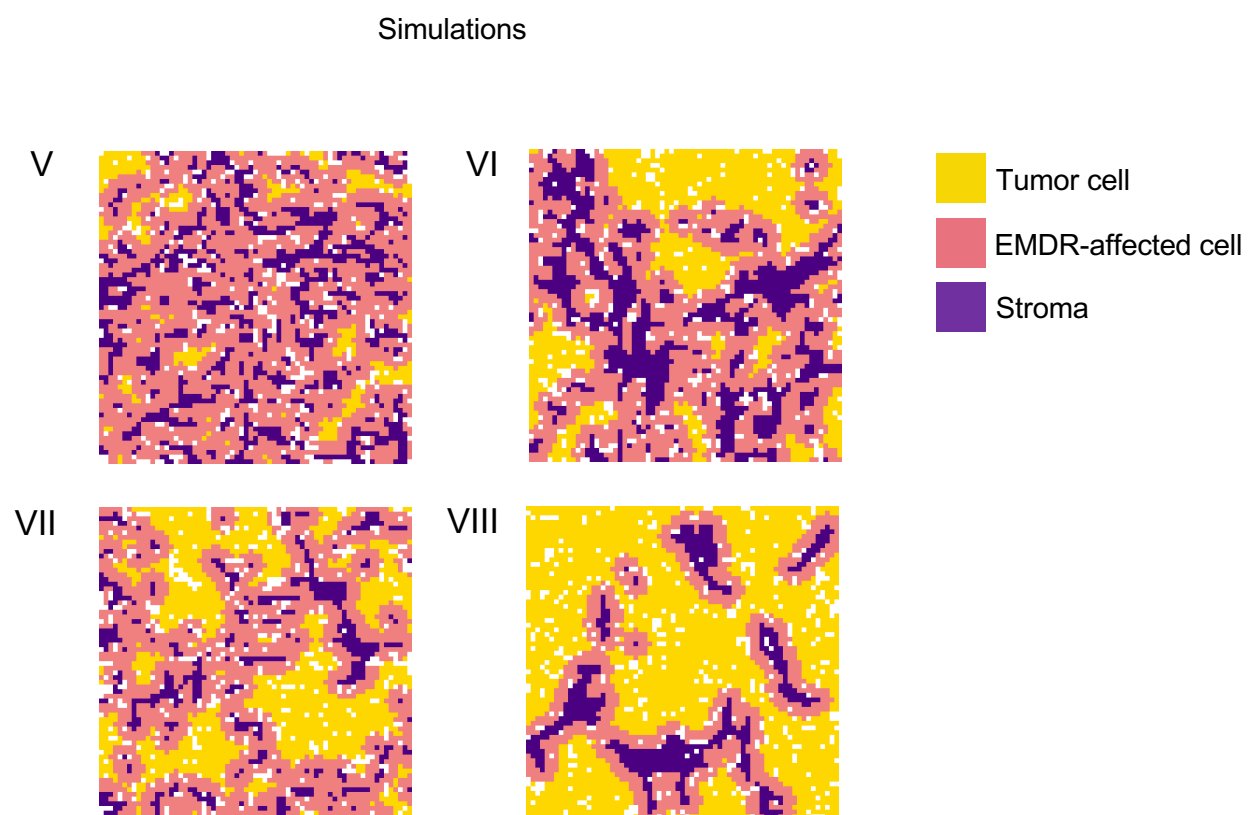 Simulations
V
VI
Tumor cell
EMDR-affected cell
Stroma
VII
VIII